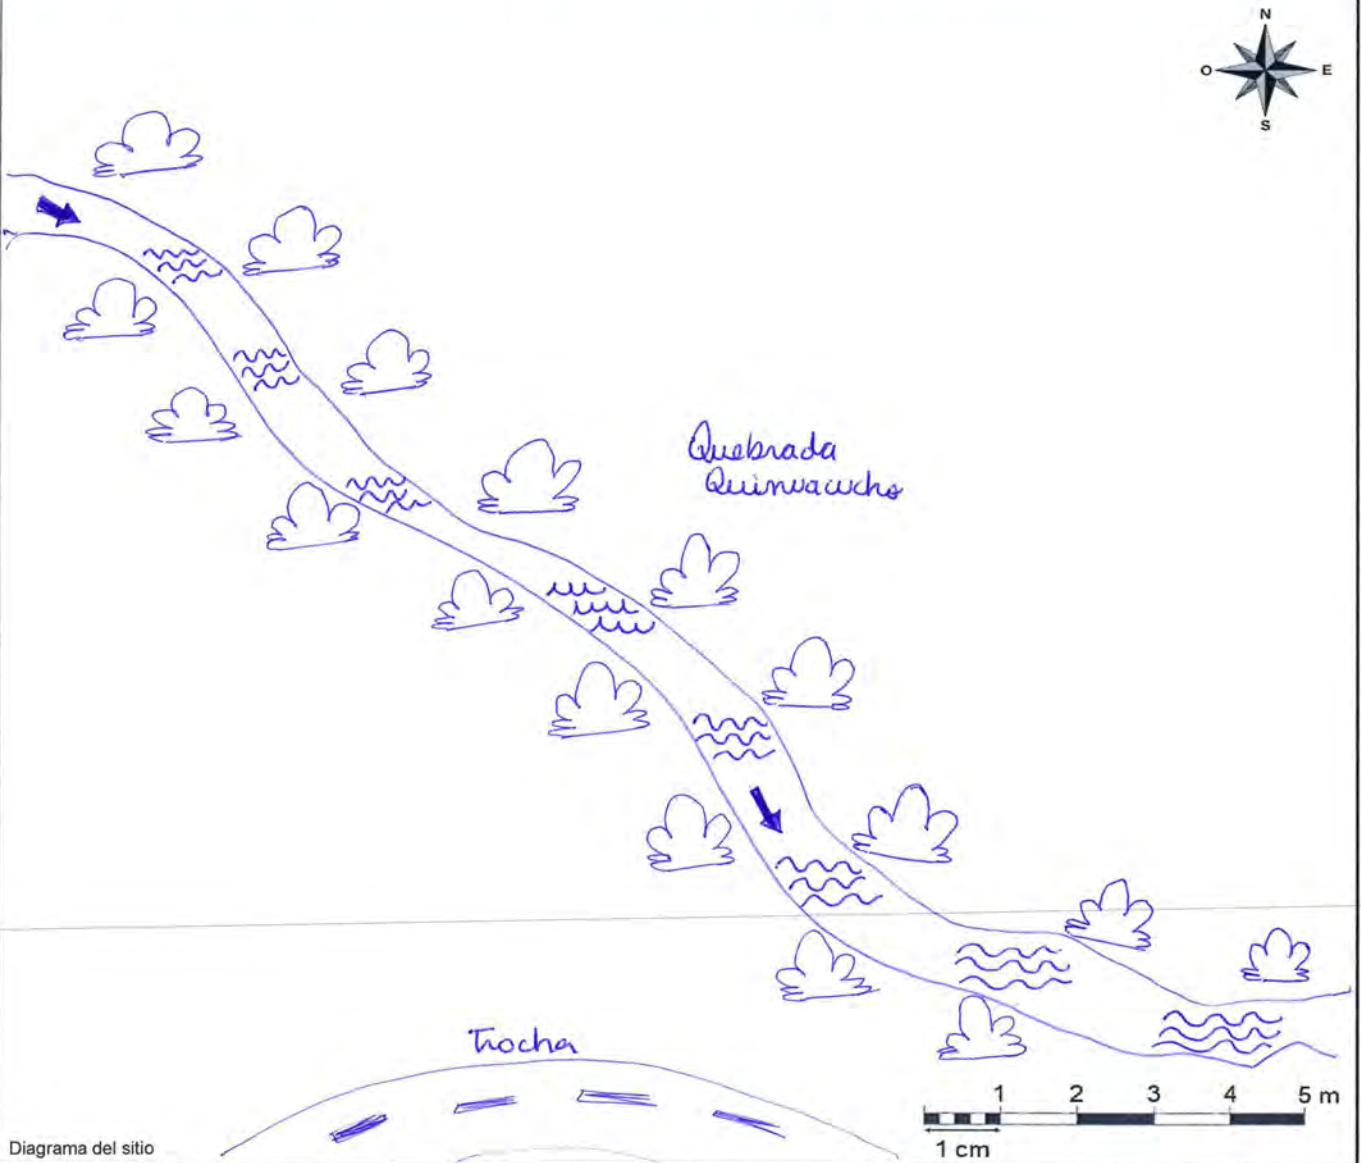 N
O E
S
Quebrada
Quinuacucho
Trocha
1 2 3 4 5 m
1 cm
Diagrama del sitio